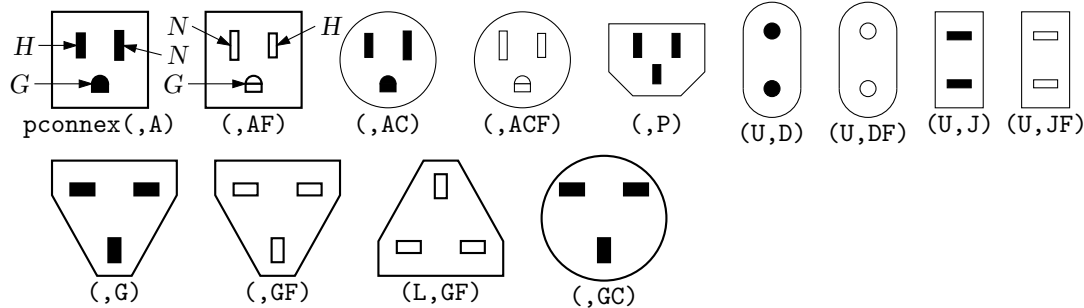 H N G N H G
pconnex(,A) (,AF) (,AC) (,ACF) (,P) (U,D) (U,DF) (U,J) (U,JF)
(,G) (,GF) (L,GF) (,GC)